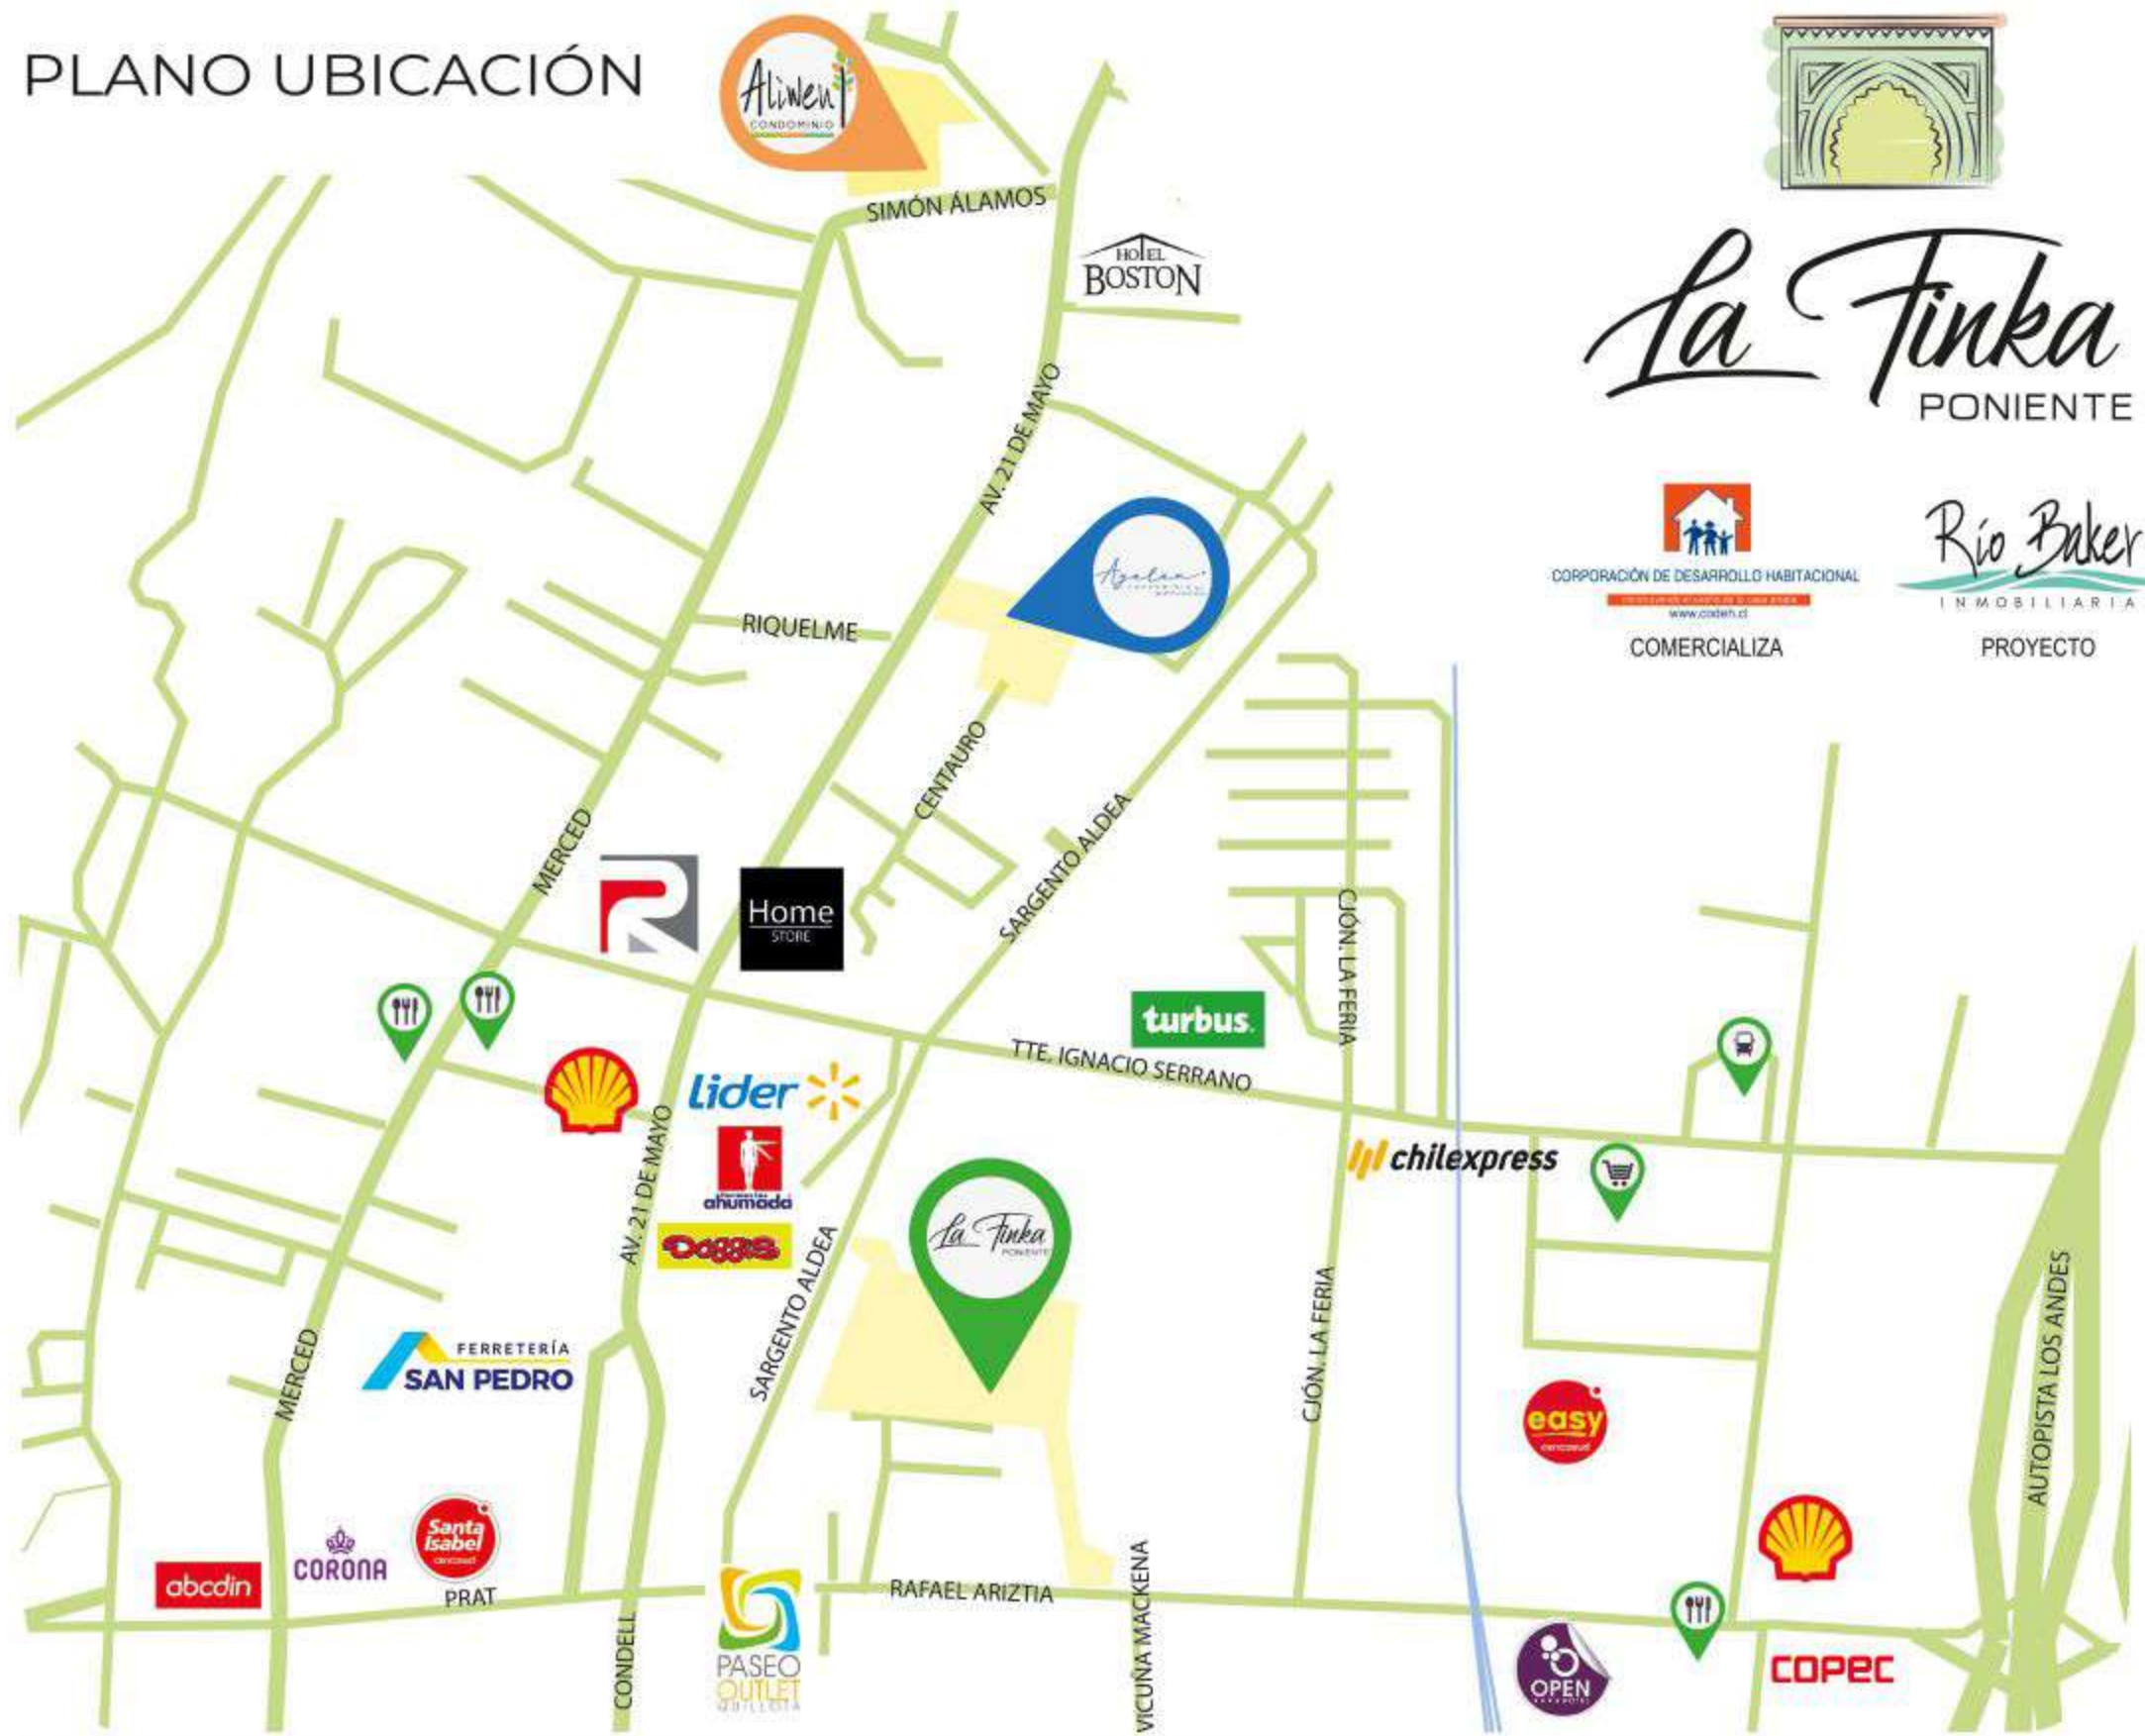 PLANO UBICACIÓN
Aliwen
CONDOMINIO
SIMÓN ÁLAMOS
HOTEL
BOSTON
La Finka
PONIENTE
AV. 21 DE MAYO
CORPORACIÓN DE DESARROLLO HABITACIONAL
www.codeh.cl
COMERCIALIZA
Río Baker
INMOBILIARIA
PROYECTO
RIQUELME
CENTAURO
MERCED
SARGENTO ALDEA
R
Home
STORE
CJÓN. LA FERIA
turbus.
TTE. IGNACIO SERRANO
Lider
ahumada
AV. 21 DE MAYO
Doggis
chilexpress
La Finka
PONIENTE
SARGENTO ALDEA
FERRETERÍA
SAN PEDRO
MERCED
CJÓN. LA FERIA
AUTOPISTA LOS ANDES
easy
cencosud
abcdin
CORONA
Santa
Isabel
cencosud
PRAT
RAFAEL ARIZTIA
CONDELL
PASEO
OUTLET
QUILLOTA
VICUÑA MACKENA
OPEN
COPEC